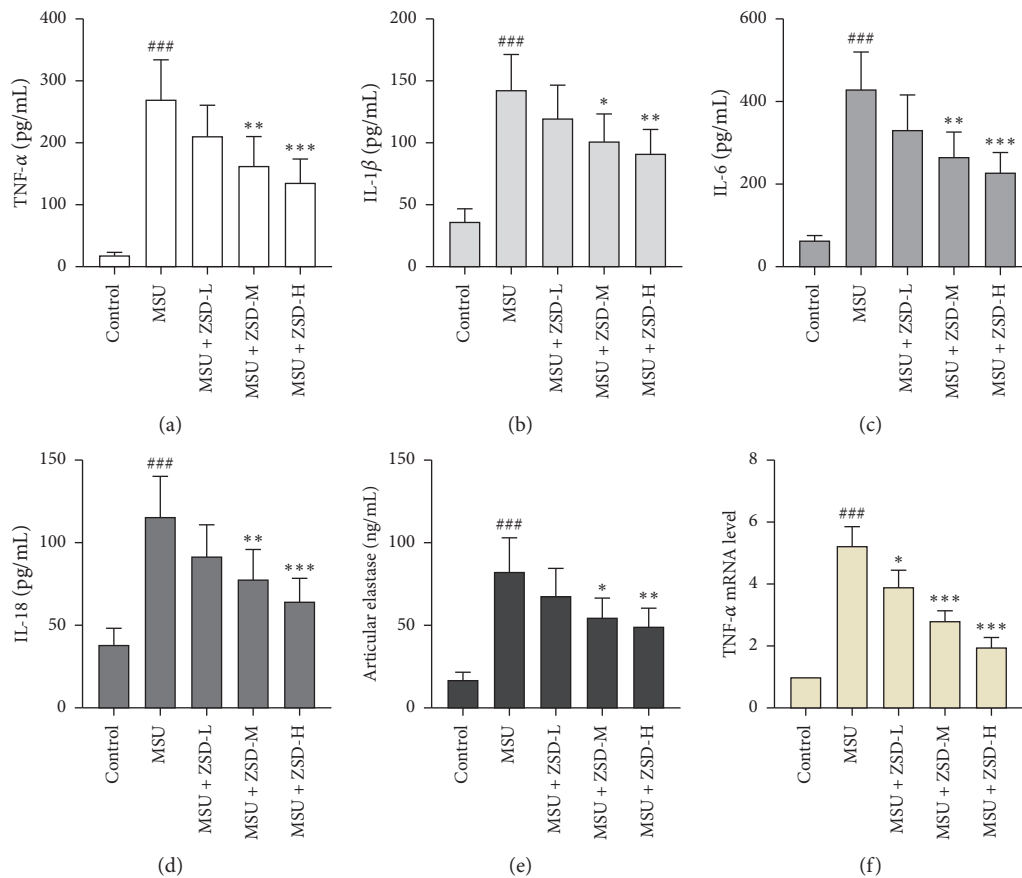 400
300
200
100
0
TNF-α (pg/mL)
###
**
***
Control
MSU
MSU + ZSD-L
MSU + ZSD-M
MSU + ZSD-H
(a)
200
150
100
50
0
IL-1β (pg/mL)
###
*
**
Control
MSU
MSU + ZSD-L
MSU + ZSD-M
MSU + ZSD-H
(b)
600
400
200
0
IL-6 (pg/mL)
###
**
***
Control
MSU
MSU + ZSD-L
MSU + ZSD-M
MSU + ZSD-H
(c)
150
100
50
0
IL-18 (pg/mL)
###
**
***
Control
MSU
MSU + ZSD-L
MSU + ZSD-M
MSU + ZSD-H
(d)
150
100
50
0
Articular elastase (ng/mL)
###
*
**
Control
MSU
MSU + ZSD-L
MSU + ZSD-M
MSU + ZSD-H
(e)
8
6
4
2
0
TNF-α mRNA level
###
*
***
***
Control
MSU
MSU + ZSD-L
MSU + ZSD-M
MSU + ZSD-H
(f)